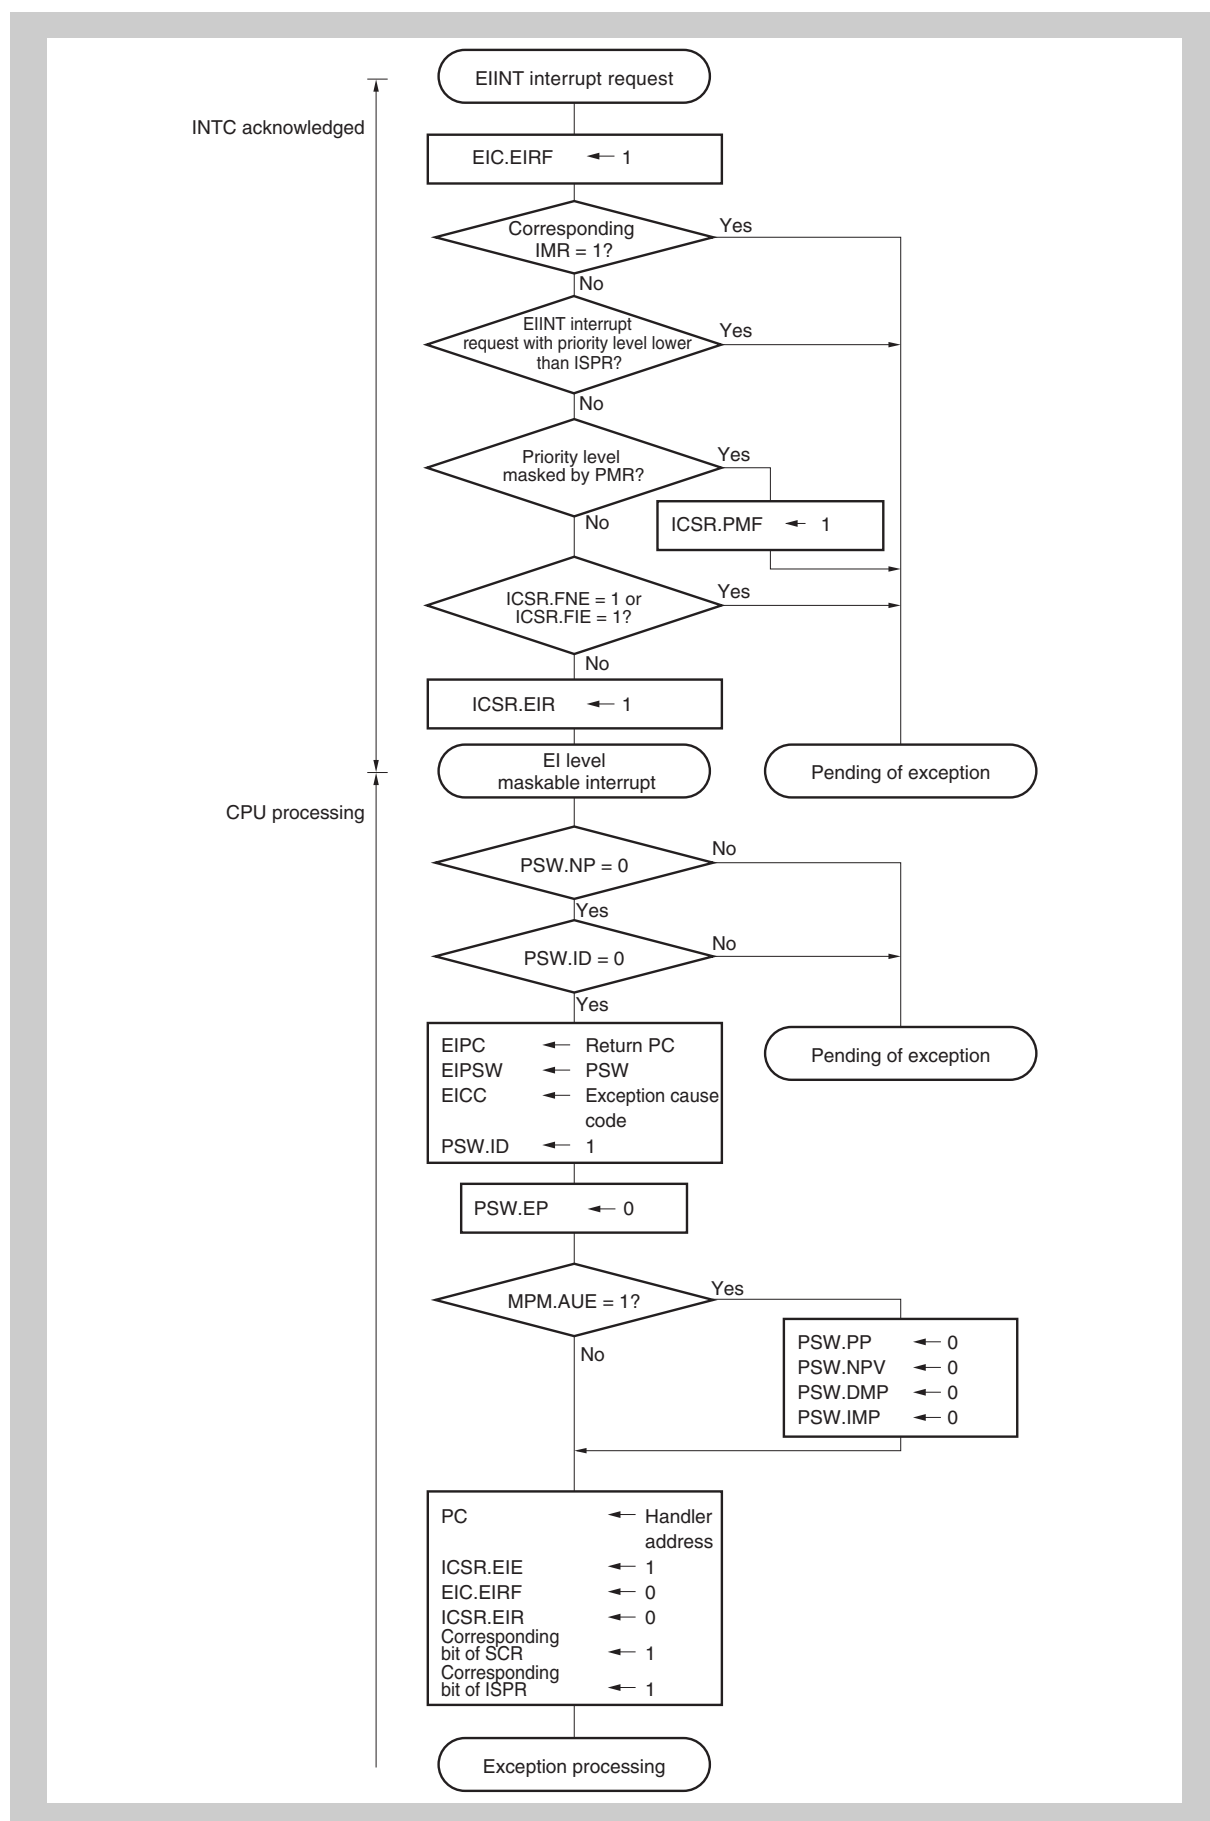 EIINT interrupt request
INTC acknowledged
EIC.EIRF ← 1
Corresponding
IMR = 1?
Yes
No
EIINT interrupt
request with priority level lower
than ISPR?
Yes
No
Priority level
masked by PMR?
Yes
ICSR.PMF ← 1
No
ICSR.FNE = 1 or
ICSR.FIE = 1?
Yes
No
ICSR.EIR ← 1
EI level
maskable interrupt
Pending of exception
CPU processing
PSW.NP = 0
No
Yes
PSW.ID = 0
No
Yes
EIPC ← Return PC
EIPSW ← PSW
EICC ← Exception cause
code
PSW.ID ← 1
Pending of exception
PSW.EP ← 0
MPM.AUE = 1?
Yes
No
PSW.PP ← 0
PSW.NPV ← 0
PSW.DMP ← 0
PSW.IMP ← 0
PC ← Handler
address
ICSR.EIE ← 1
EIC.EIRF ← 0
ICSR.EIR ← 0
Corresponding
bit of SCR ← 1
Corresponding
bit of ISPR ← 1
Exception processing